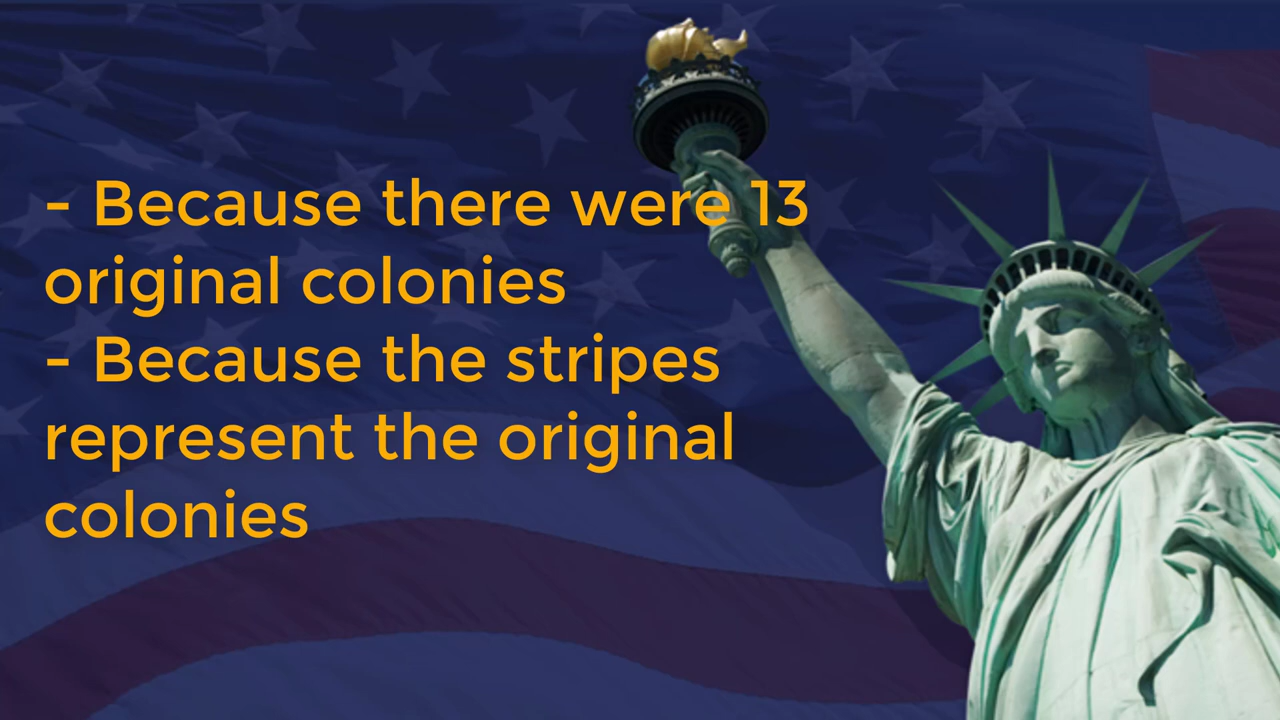 - Because there were 13
original colonies
- Because the stripes
represent the original
colonies